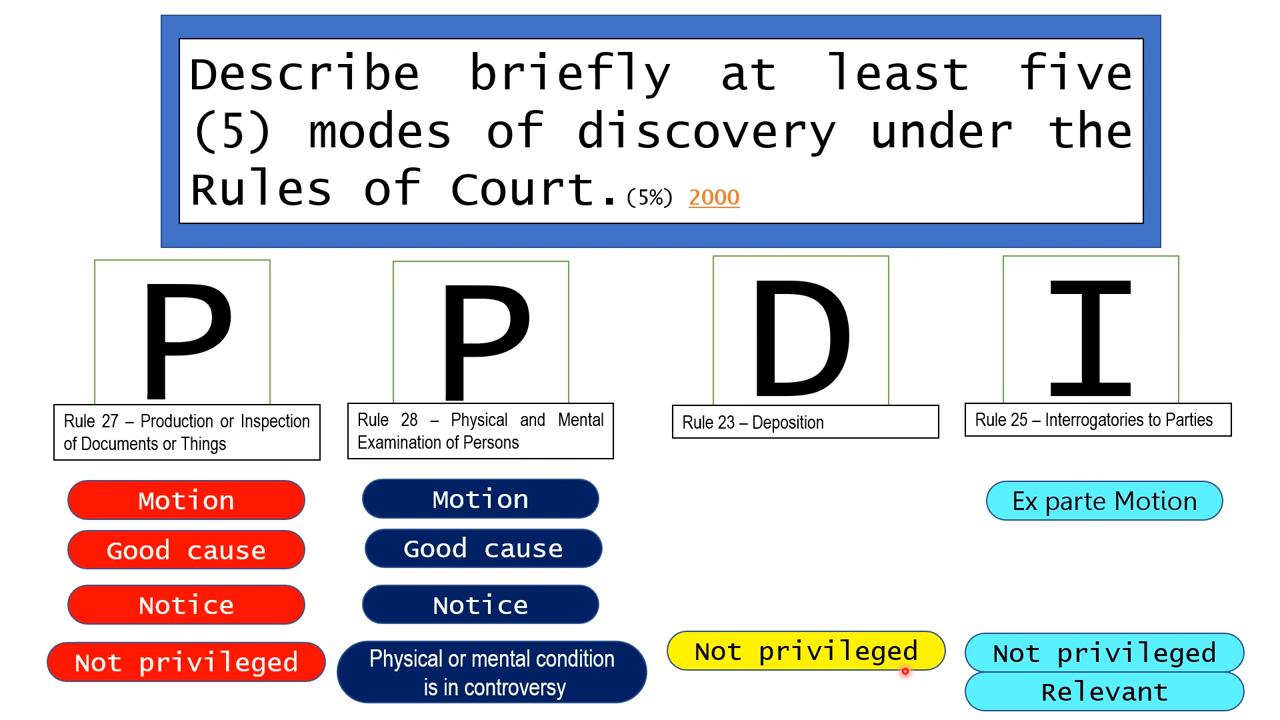 Describe briefly at least five
(5) modes of discovery under the
Rules of Court.(5%) 2000
P
P
D
I
Rule 27 – Production or Inspection
of Documents or Things
Rule 28 – Physical and Mental
Examination of Persons
Rule 23 – Deposition
Rule 25 – Interrogatories to Parties
Motion
Good cause
Notice
Not privileged
Motion
Good cause
Notice
Physical or mental condition
is in controversy
Not privileged
Ex parte Motion
Not privileged
Relevant